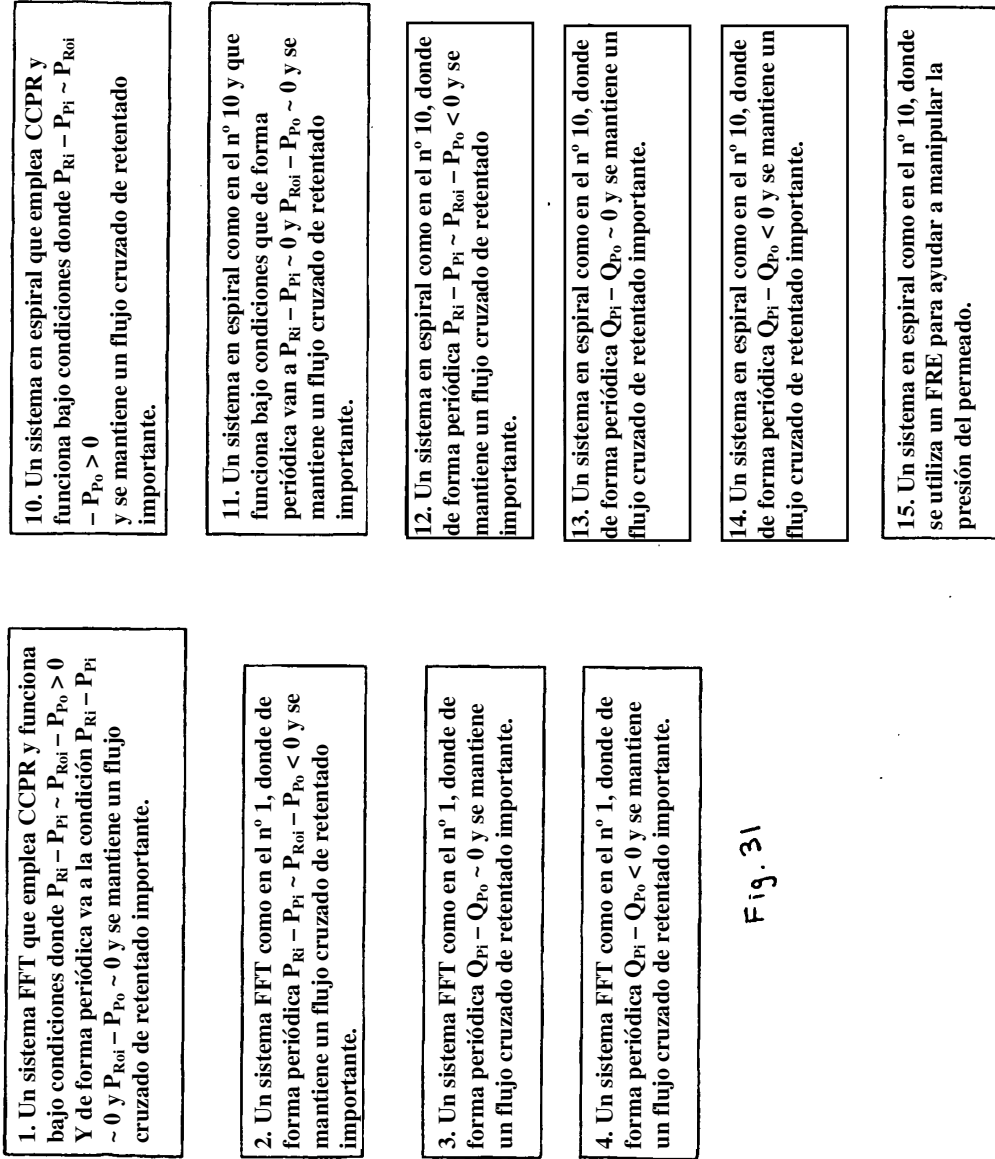 1. Un sistema FFT que emplea CCPR y funciona
bajo condiciones donde P_Ri – P_Pi ~ P_Roi – P_Po > 0
Y de forma periódica va a la condición P_Ri – P_Pi
~ 0 y P_Roi – P_Po ~ 0 y se mantiene un flujo
cruzado de retentado importante.
2. Un sistema FFT como en el nº 1, donde de
forma periódica P_Ri – P_Pi ~ P_Roi – P_Po < 0 y se
mantiene un flujo cruzado de retentado
importante.
3. Un sistema FFT como en el nº 1, donde de
forma periódica Q_Pi – Q_Po ~ 0 y se mantiene
un flujo cruzado de retentado importante.
4. Un sistema FFT como en el nº 1, donde de
forma periódica Q_Pi – Q_Po < 0 y se mantiene
un flujo cruzado de retentado importante.
Fig. 31
10. Un sistema en espiral que emplea CCPR y
funciona bajo condiciones donde P_Ri – P_Pi ~ P_Roi
– P_Po > 0
y se mantiene un flujo cruzado de retentado
importante.
11. Un sistema en espiral como en el nº 10 y que
funciona bajo condiciones que de forma
periódica van a P_Ri – P_Pi ~ 0 y P_Roi – P_Po ~ 0 y se
mantiene un flujo cruzado de retentado
importante.
12. Un sistema en espiral como en el nº 10, donde
de forma periódica P_Ri – P_Pi ~ P_Roi – P_Po < 0 y se
mantiene un flujo cruzado de retentado
importante.
13. Un sistema en espiral como en el nº 10, donde
de forma periódica Q_Pi – Q_Po ~ 0 y se mantiene un
flujo cruzado de retentado importante.
14. Un sistema en espiral como en el nº 10, donde
de forma periódica Q_Pi – Q_Po < 0 y se mantiene un
flujo cruzado de retentado importante.
15. Un sistema en espiral como en el nº 10, donde
se utiliza un FRE para ayudar a manipular la
presión del permeado.